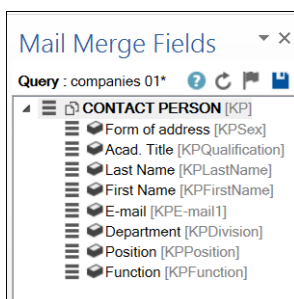 Mail Merge Fields
Query : companies 01*
CONTACT PERSON [KP]
Form of address [KPSex]
Acad. Title [KPQualification]
Last Name [KPLastName]
First Name [KPFirstName]
E-mail [KPE-mail1]
Department [KPDivision]
Position [KPPosition]
Function [KPFunction]